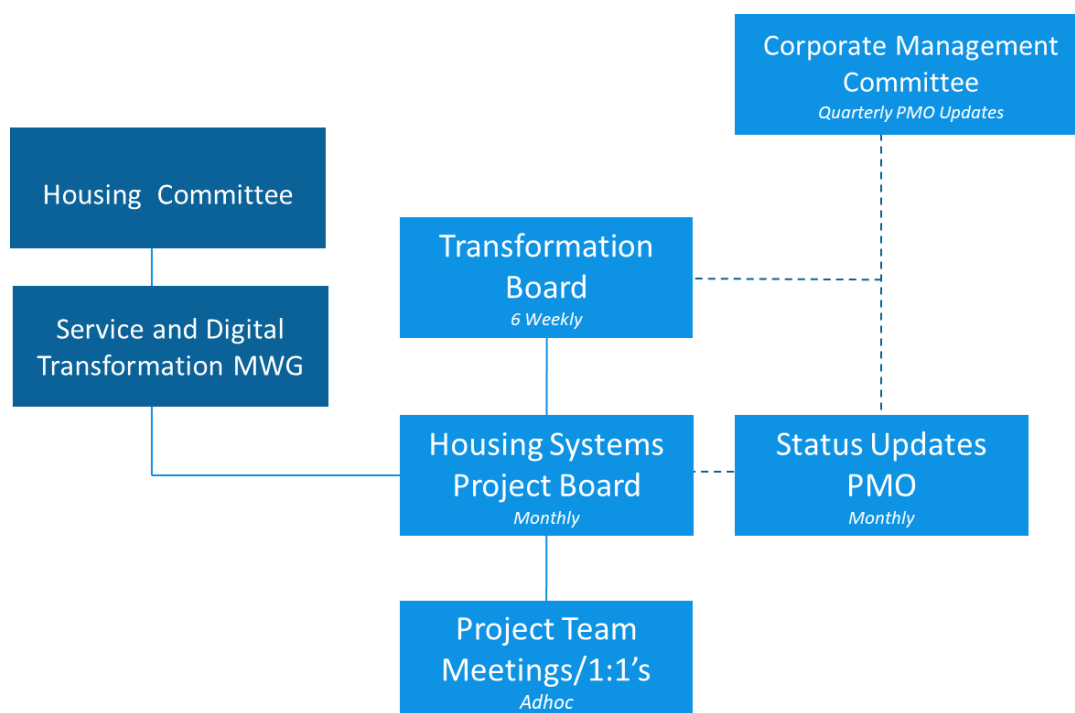 Corporate Management
Committee
Quarterly PMO Updates
Housing Committee
Transformation
Board
6 Weekly
Service and Digital
Transformation MWG
Housing Systems
Project Board
Monthly
Status Updates
PMO
Monthly
Project Team
Meetings/1:1’s
Adhoc